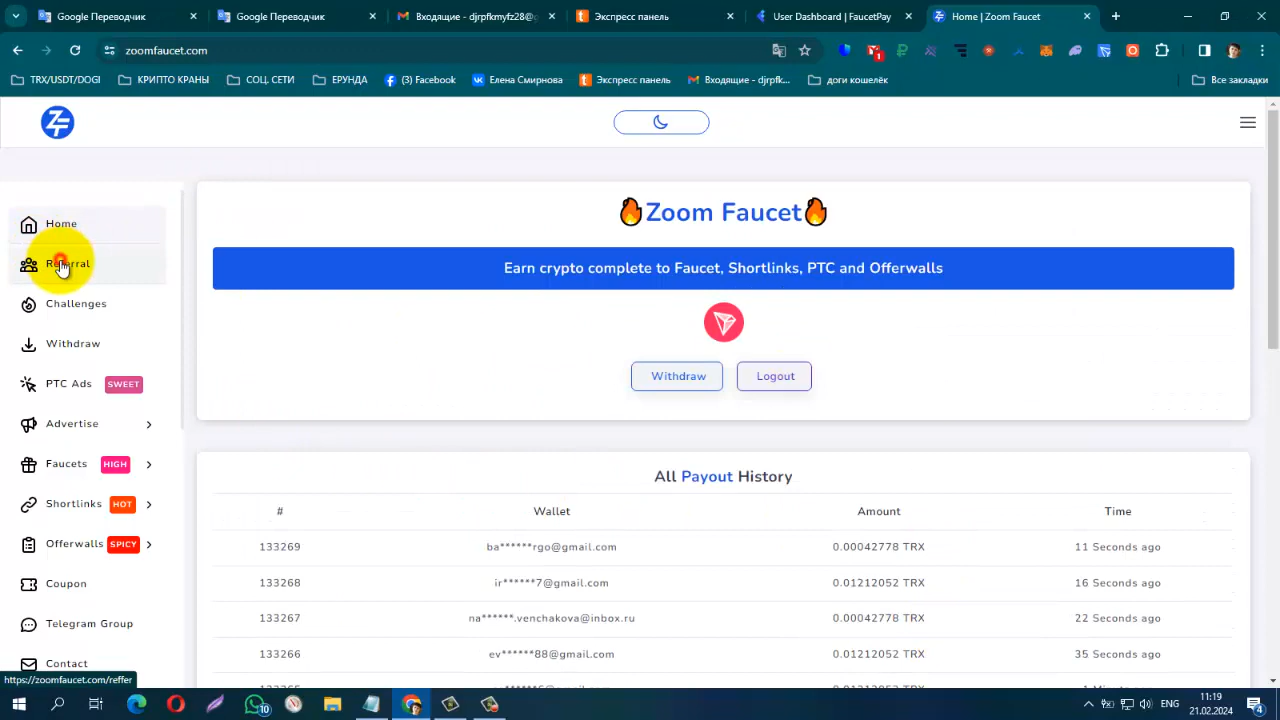 Google Переводчик
Google Переводчик
Входящие - djrpfkmyfz28@
Экспресс панель
User Dashboard | FaucetPay
Home | Zoom Faucet
zoomfaucet.com
1
TRX/USDT/DOGI
КРИПТО КРАНЫ
СОЦ. СЕТИ
ЕРУНДА
(3) Facebook
Елена Смирнова
Экспресс панель
Входящие - djrpfk...
доги кошелёк
Все закладки
ZF
Home
Referral
Challenges
Withdraw
PTC Ads SWEET
Advertise
Faucets HIGH
Shortlinks HOT
Offerwalls SPICY
Coupon
Telegram Group
Contact
Zoom Faucet
Earn crypto complete to Faucet, Shortlinks, PTC and Offerwalls
Withdraw Logout
All Payout History
# Wallet Amount Time
133269 ba******rgo@gmail.com 0.00042778 TRX 11 Seconds ago
133268 ir******7@gmail.com 0.01212052 TRX 16 Seconds ago
133267 na******.venchakova@inbox.ru 0.00042778 TRX 22 Seconds ago
133266 ev******88@gmail.com 0.01212052 TRX 35 Seconds ago
https://zoomfaucet.com/reffer
10
ENG
11:19
21.02.2024
4